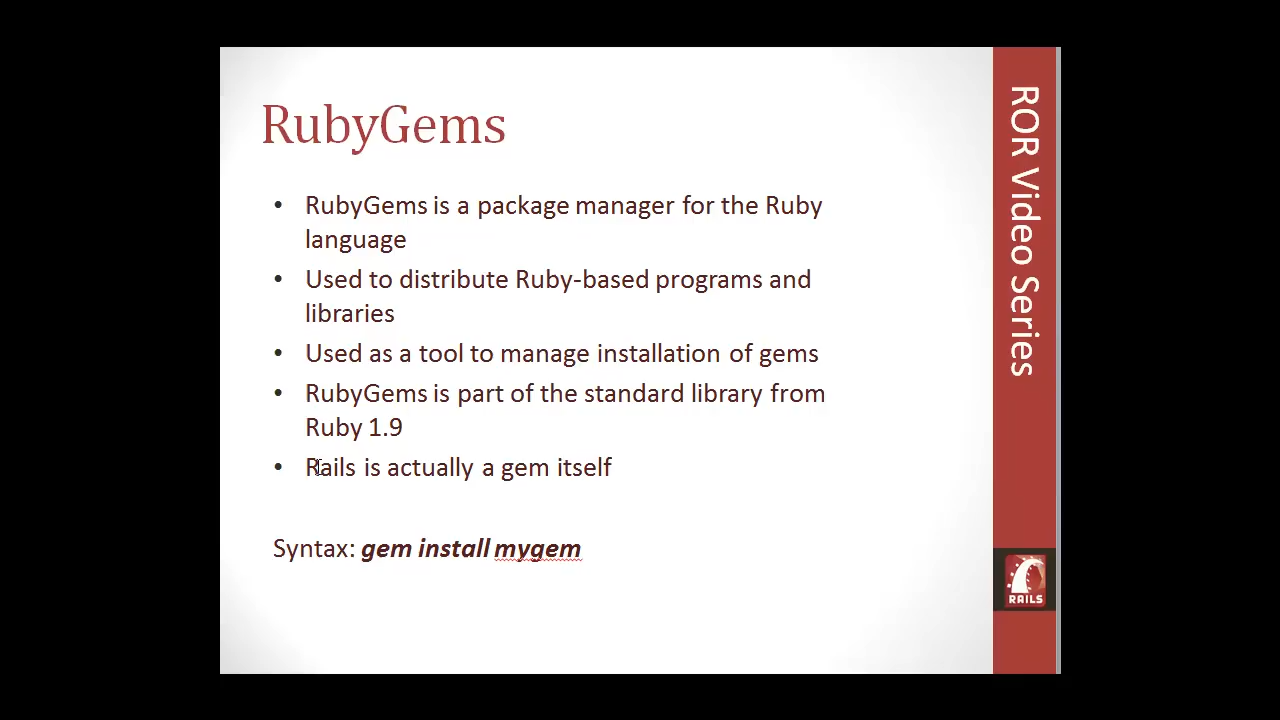 RubyGems
• RubyGems is a package manager for the Ruby
language
• Used to distribute Ruby-based programs and
libraries
• Used as a tool to manage installation of gems
• RubyGems is part of the standard library from
Ruby 1.9
• Rails is actually a gem itself
Syntax: gem install mygem
ROR Video Series
RAILS